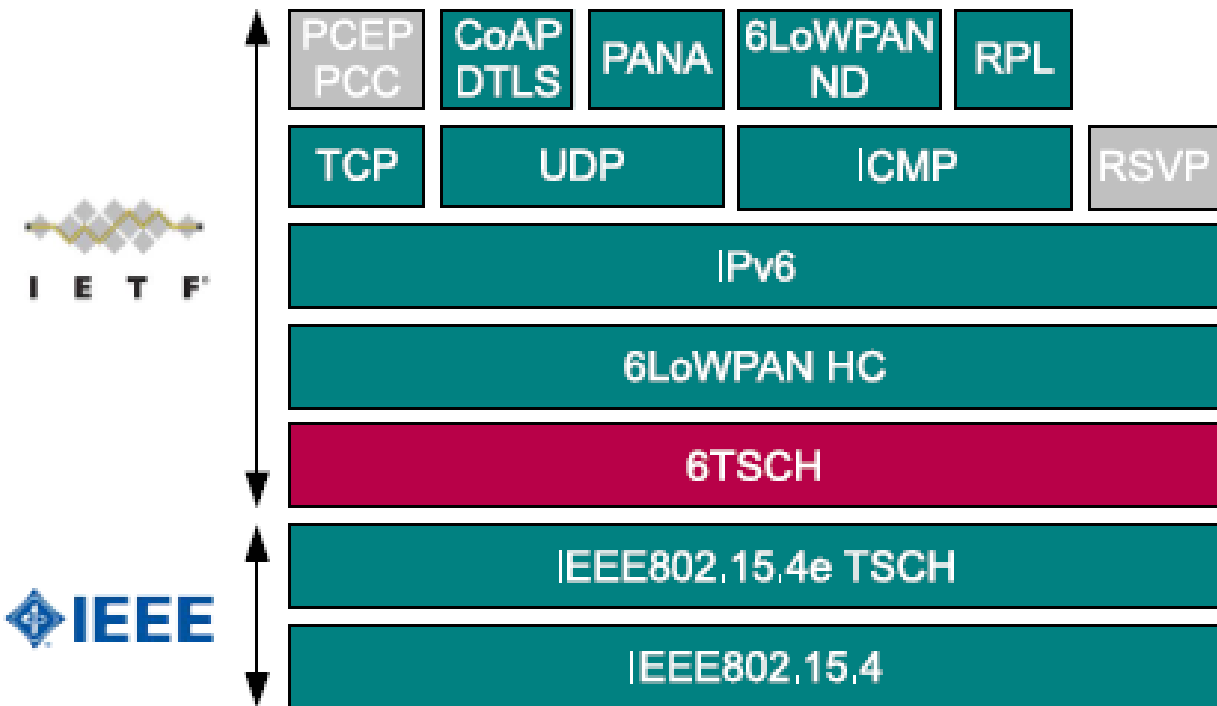 PCEP
PCC
CoAP
DTLS
PANA
6LoWPAN
ND
RPL
TCP
UDP
ICMP
RSVP
IETF
IPv6
6LoWPAN HC
6TSCH
IEEE802.15.4e TSCH
IEEE
IEEE802.15.4